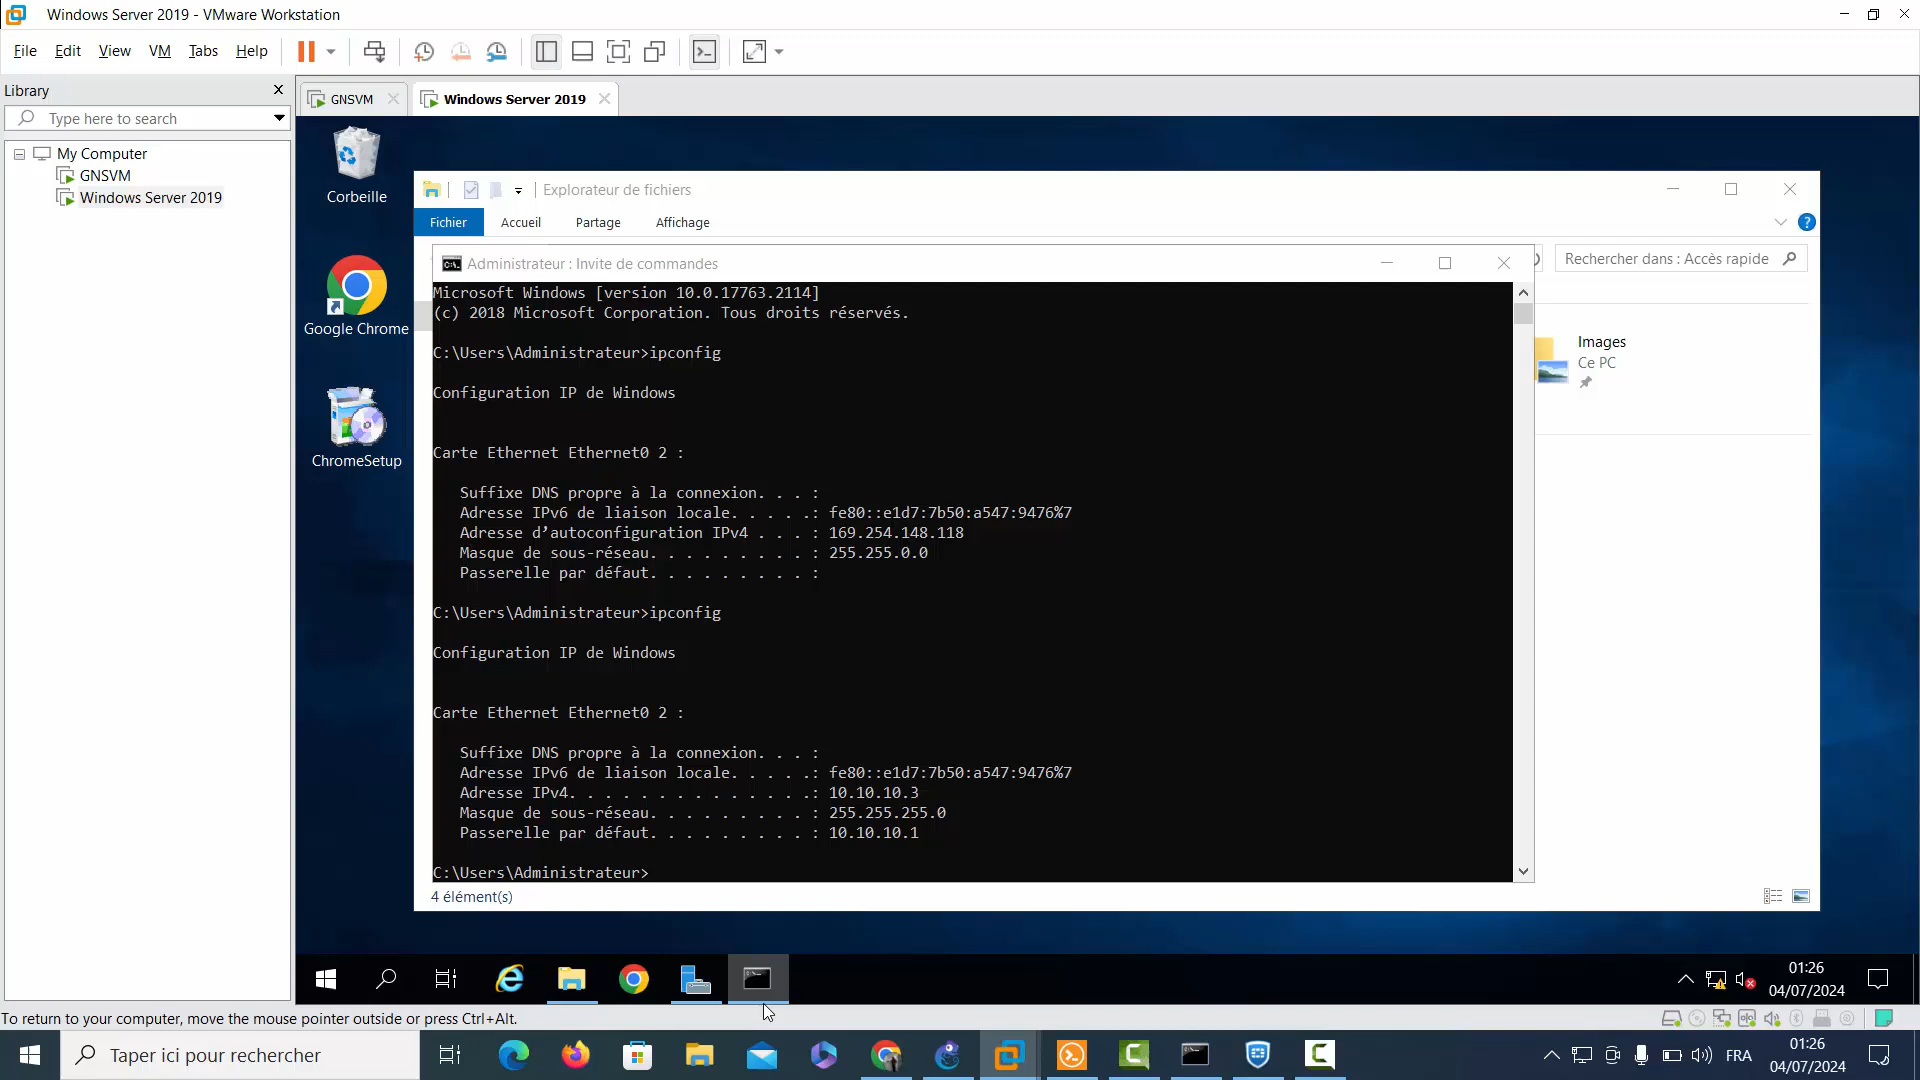 Windows Server 2019 - VMware Workstation
File Edit View VM Tabs Help
Library
Type here to search
My Computer
GNSVM
Windows Server 2019
GNSVM
Windows Server 2019
Corbeille
Google Chrome
ChromeSetup
Explorateur de fichiers
Fichier Accueil Partage Affichage
Rechercher dans : Accès rapide
Images
Ce PC
Administrateur : Invite de commandes
Microsoft Windows [version 10.0.17763.2114]
(c) 2018 Microsoft Corporation. Tous droits réservés.
C:\Users\Administrateur>ipconfig
Configuration IP de Windows
Carte Ethernet Ethernet0 2 :
Suffixe DNS propre à la connexion. . . :
Adresse IPv6 de liaison locale. . . . .: fe80::e1d7:7b50:a547:9476%7
Adresse d’autoconfiguration IPv4 . . . : 169.254.148.118
Masque de sous-réseau. . . . . . . . . : 255.255.0.0
Passerelle par défaut. . . . . . . . . :
C:\Users\Administrateur>ipconfig
Configuration IP de Windows
Carte Ethernet Ethernet0 2 :
Suffixe DNS propre à la connexion. . . :
Adresse IPv6 de liaison locale. . . . .: fe80::e1d7:7b50:a547:9476%7
Adresse IPv4. . . . . . . . . . . . . .: 10.10.10.3
Masque de sous-réseau. . . . . . . . . : 255.255.255.0
Passerelle par défaut. . . . . . . . . : 10.10.10.1
C:\Users\Administrateur>
4 élément(s)
01:26
04/07/2024
To return to your computer, move the mouse pointer outside or press Ctrl+Alt.
Taper ici pour rechercher
FRA
01:26
04/07/2024